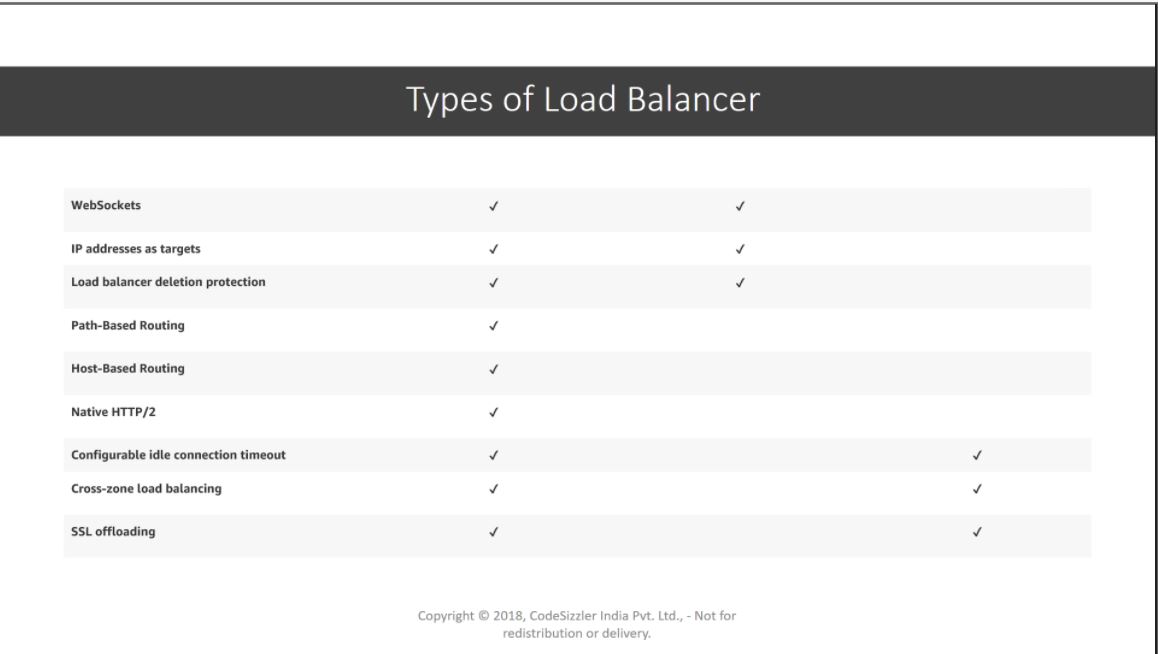 Types of Load Balancer
WebSockets ✓ ✓
IP addresses as targets ✓ ✓
Load balancer deletion protection ✓ ✓
Path-Based Routing ✓
Host-Based Routing ✓
Native HTTP/2 ✓
Configurable idle connection timeout ✓ ✓
Cross-zone load balancing ✓ ✓
SSL offloading ✓ ✓
Copyright © 2018, CodeSizzler India Pvt. Ltd., - Not for
redistribution or delivery.